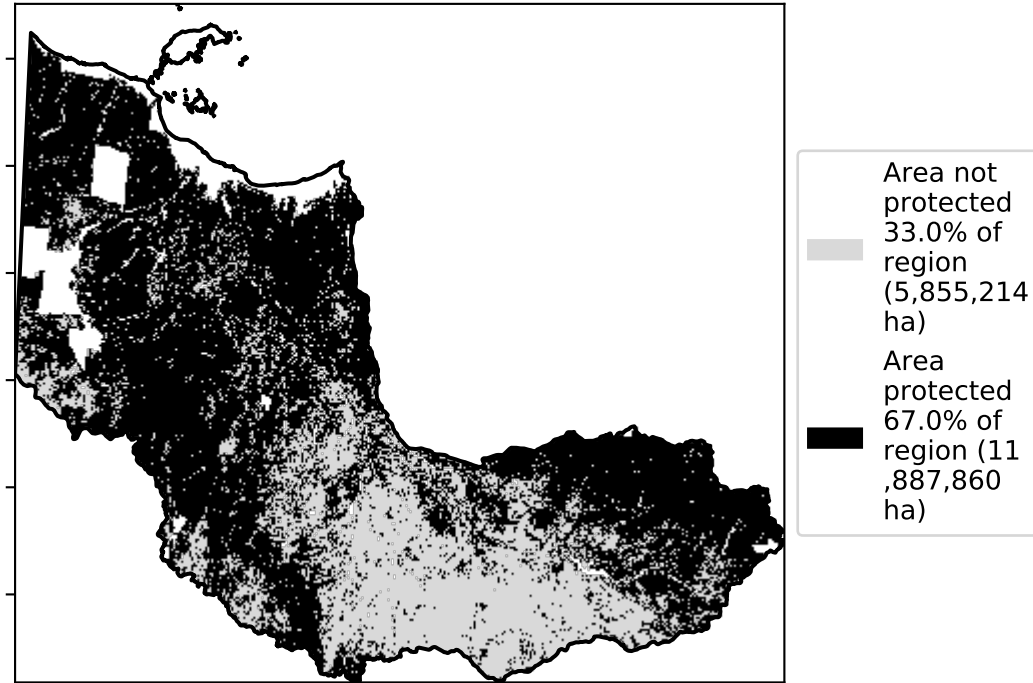 Area not
protected
33.0% of
region
(5,855,214
ha)
Area
protected
67.0% of
region (11
,887,860
ha)